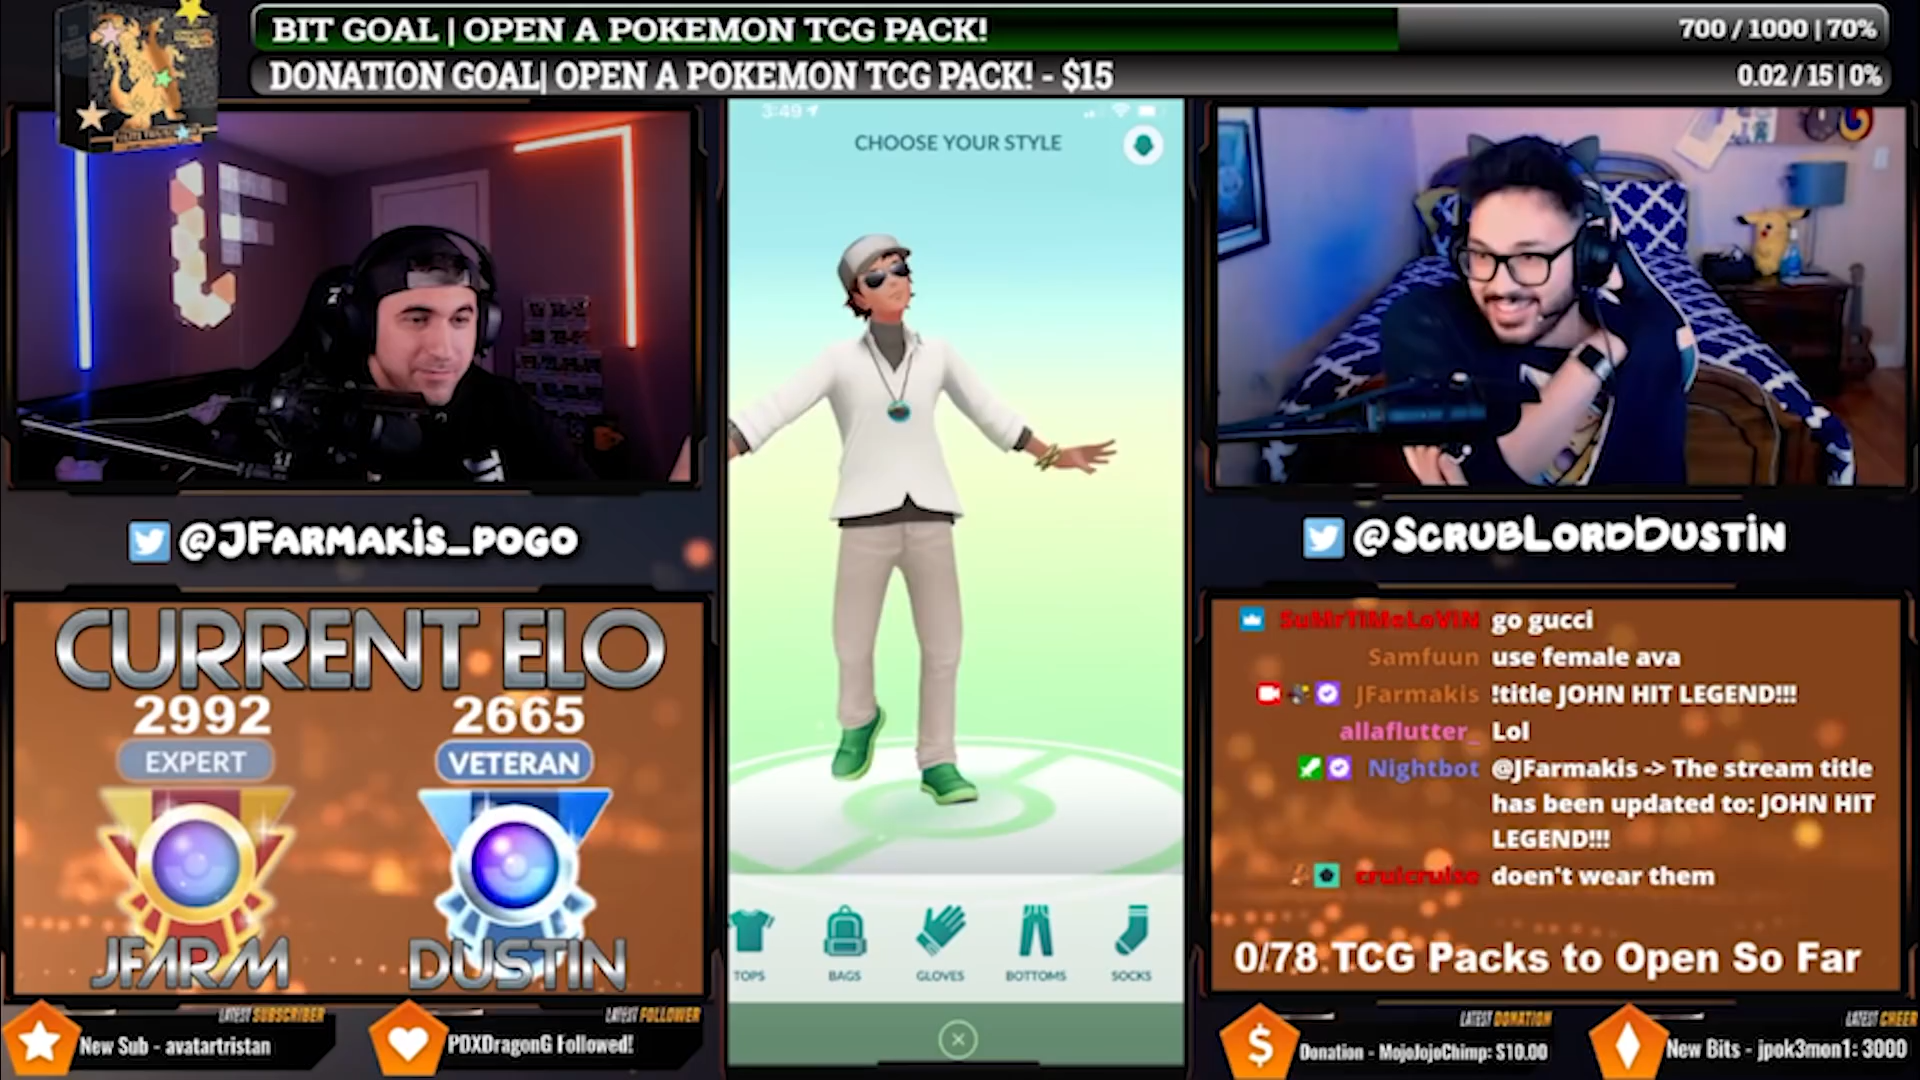 BIT GOAL | OPEN A POKEMON TCG PACK!
700 / 1000 | 70%
DONATION GOAL| OPEN A POKEMON TCG PACK! - $15
0.02 / 15 | 0%
3:49
CHOOSE YOUR STYLE
@JFARMAKIS_POGO
@SCRUBLORDDUSTIN
CURRENT ELO
2992
2665
EXPERT
VETERAN
JFARM
DUSTIN
TOPS
BAGS
GLOVES
BOTTOMS
SOCKS
SuMrTiMeLoVIN go gucci
Samfuun use female ava
JFarmakis !title JOHN HIT LEGEND!!!
allaflutter_ Lol
Nightbot @JFarmakis -> The stream title
has been updated to: JOHN HIT
LEGEND!!!
cruicruise doen't wear them
0/78 TCG Packs to Open So Far
LATEST SUBSCRIBER
New Sub - avatartristan
LATEST FOLLOWER
PDXDragonG Followed!
LATEST DONATION
Donation - MojoJojoChimp: $10.00
LATEST CHEER
New Bits - jpok3mon1: 3000